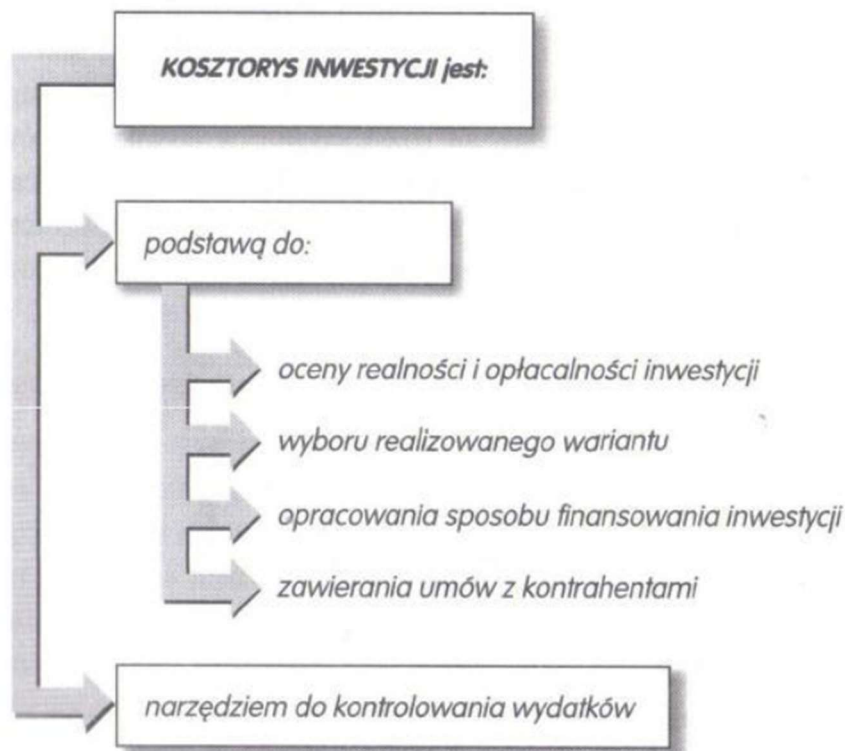 KOSZTORYS INWESTYCJI jest:
podstawą do:
oceny realności i opłacalności inwestycji
wyboru realizowanego wariantu
opracowania sposobu finansowania inwestycji
zawierania umów z kontrahentami
narzędziem do kontrolowania wydatków